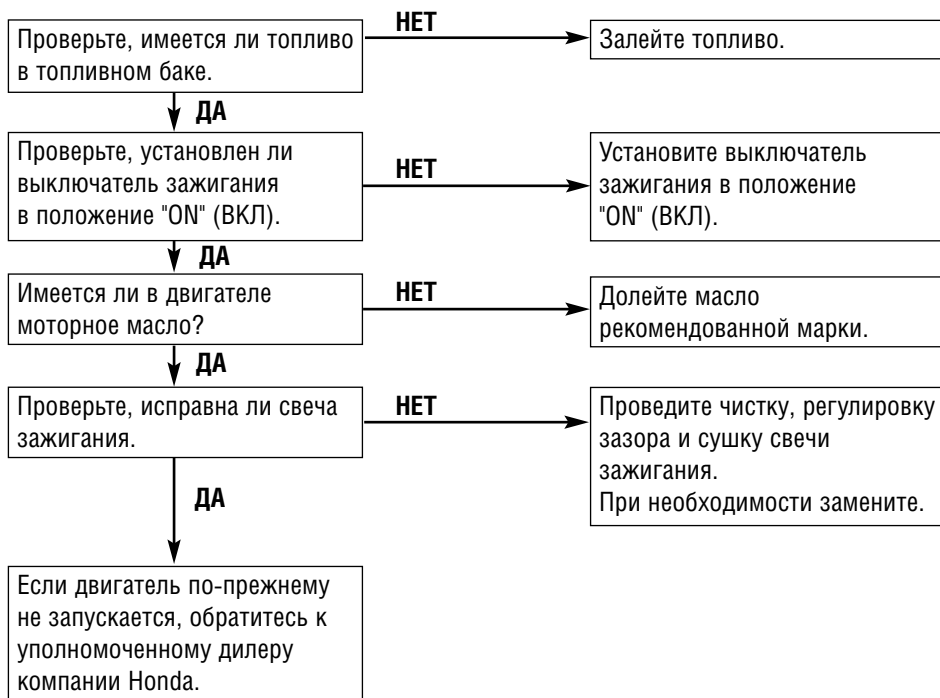 Проверьте, имеется ли топливо
в топливном баке.
НЕТ
Залейте топливо.
ДА
Проверьте, установлен ли
выключатель зажигания
в положение "ON" (ВКЛ).
НЕТ
Установите выключатель
зажигания в положение
"ON" (ВКЛ).
ДА
Имеется ли в двигателе
моторное масло?
НЕТ
Долейте масло
рекомендованной марки.
ДА
Проверьте, исправна ли свеча
зажигания.
НЕТ
Проведите чистку, регулировку
зазора и сушку свечи
зажигания.
При необходимости замените.
ДА
Если двигатель по-прежнему
не запускается, обратитесь к
уполномоченному дилеру
компании Honda.